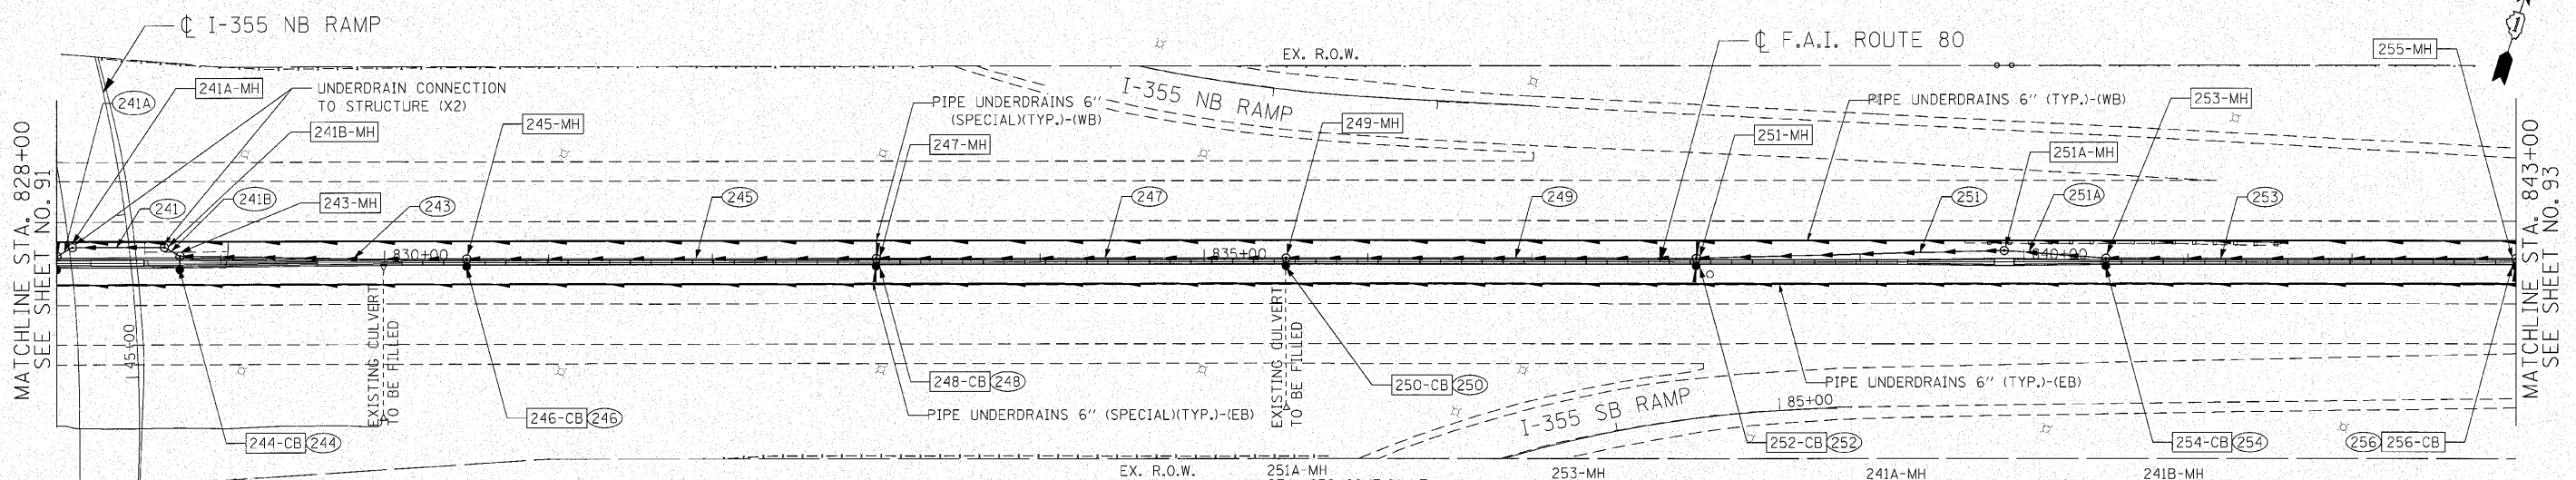 ℄ I-355 NB RAMP
℄ F.A.I. ROUTE 80
EX. R.O.W.
255-MH
241A-MH
241A
UNDERDRAIN CONNECTION
TO STRUCTURE (X2)
I-355 NB RAMP
PIPE UNDERDRAINS 6" (TYP.)-(WB)
253-MH
PIPE UNDERDRAINS 6"
(SPECIAL)(TYP.)-(WB)
241B-MH
245-MH
247-MH
249-MH
251-MH
251A-MH
MATCHLINE STA. 828+00
SEE SHEET NO. 91
241
241B
243-MH
243
245
247
249
251
251A
253
MATCHLINE STA. 843+00
SEE SHEET NO. 93
830+00
835+00
840+00
145+00
EXISTING CULVERT
TO BE FILLED
EXISTING CULVERT
TO BE FILLED
248-CB 248
250-CB 250
PIPE UNDERDRAINS 6" (TYP.)-(EB)
PIPE UNDERDRAINS 6" (SPECIAL)(TYP.)-(EB)
246-CB 246
I-355 SB RAMP
85+00
244-CB 244
252-CB 252
254-CB 254
256 256-CB
EX. R.O.W.
251A-MH
253-MH
241A-MH
241B-MH